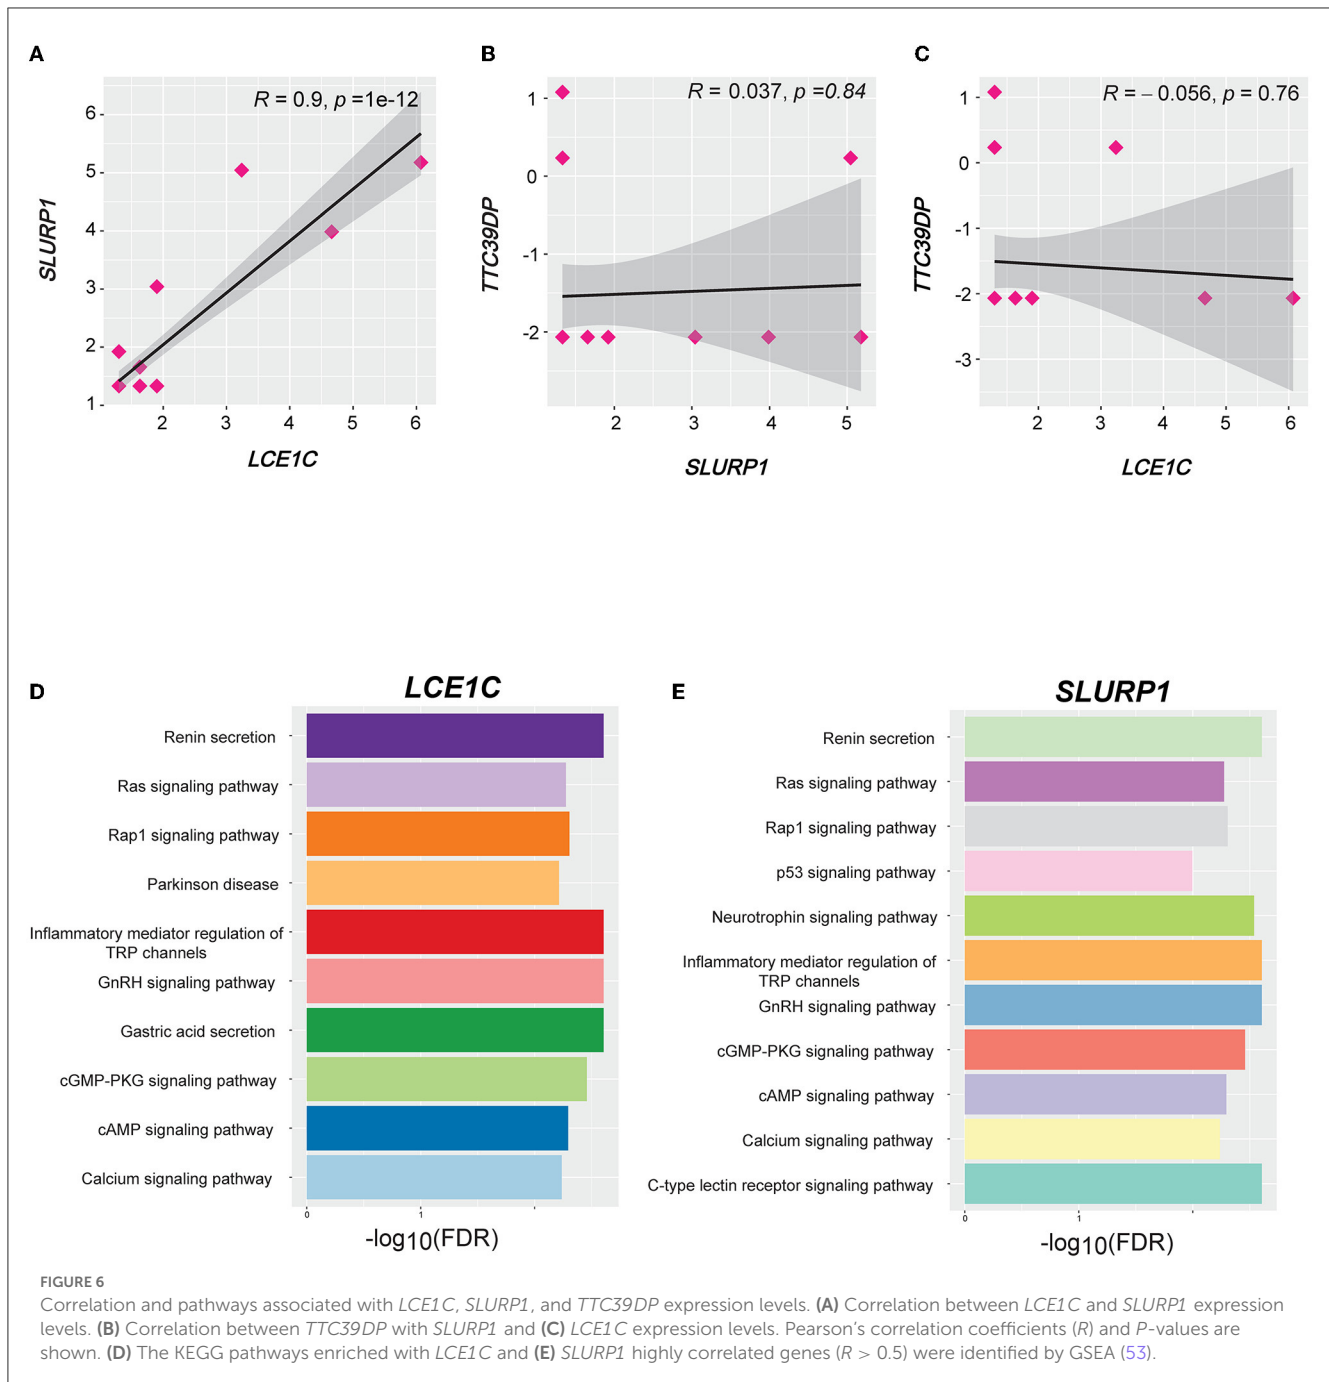 A
R = 0.9, p =1e-12
6
5
4
3
2
1
SLURP1
2
3
4
5
6
LCE1C
B
R = 0.037, p =0.84
1
0
-1
-2
TTC39DP
2
3
4
5
SLURP1
C
R = – 0.056, p = 0.76
1
0
-1
-2
-3
TTC39DP
2
3
4
5
6
LCE1C
D
LCE1C
Renin secretion
Ras signaling pathway
Rap1 signaling pathway
Parkinson disease
Inflammatory mediator regulation of
TRP channels
GnRH signaling pathway
Gastric acid secretion
cGMP-PKG signaling pathway
cAMP signaling pathway
Calcium signaling pathway
0
1
-log10(FDR)
E
SLURP1
Renin secretion
Ras signaling pathway
Rap1 signaling pathway
p53 signaling pathway
Neurotrophin signaling pathway
Inflammatory mediator regulation of
TRP channels
GnRH signaling pathway
cGMP-PKG signaling pathway
cAMP signaling pathway
Calcium signaling pathway
C-type lectin receptor signaling pathway
0
1
-log10(FDR)
FIGURE 6
Correlation and pathways associated with LCE1C, SLURP1, and TTC39DP expression levels. (A) Correlation between LCE1C and SLURP1 expression
levels. (B) Correlation between TTC39DP with SLURP1 and (C) LCE1C expression levels. Pearson's correlation coefficients (R) and P-values are
shown. (D) The KEGG pathways enriched with LCE1C and (E) SLURP1 highly correlated genes (R > 0.5) were identified by GSEA (53).